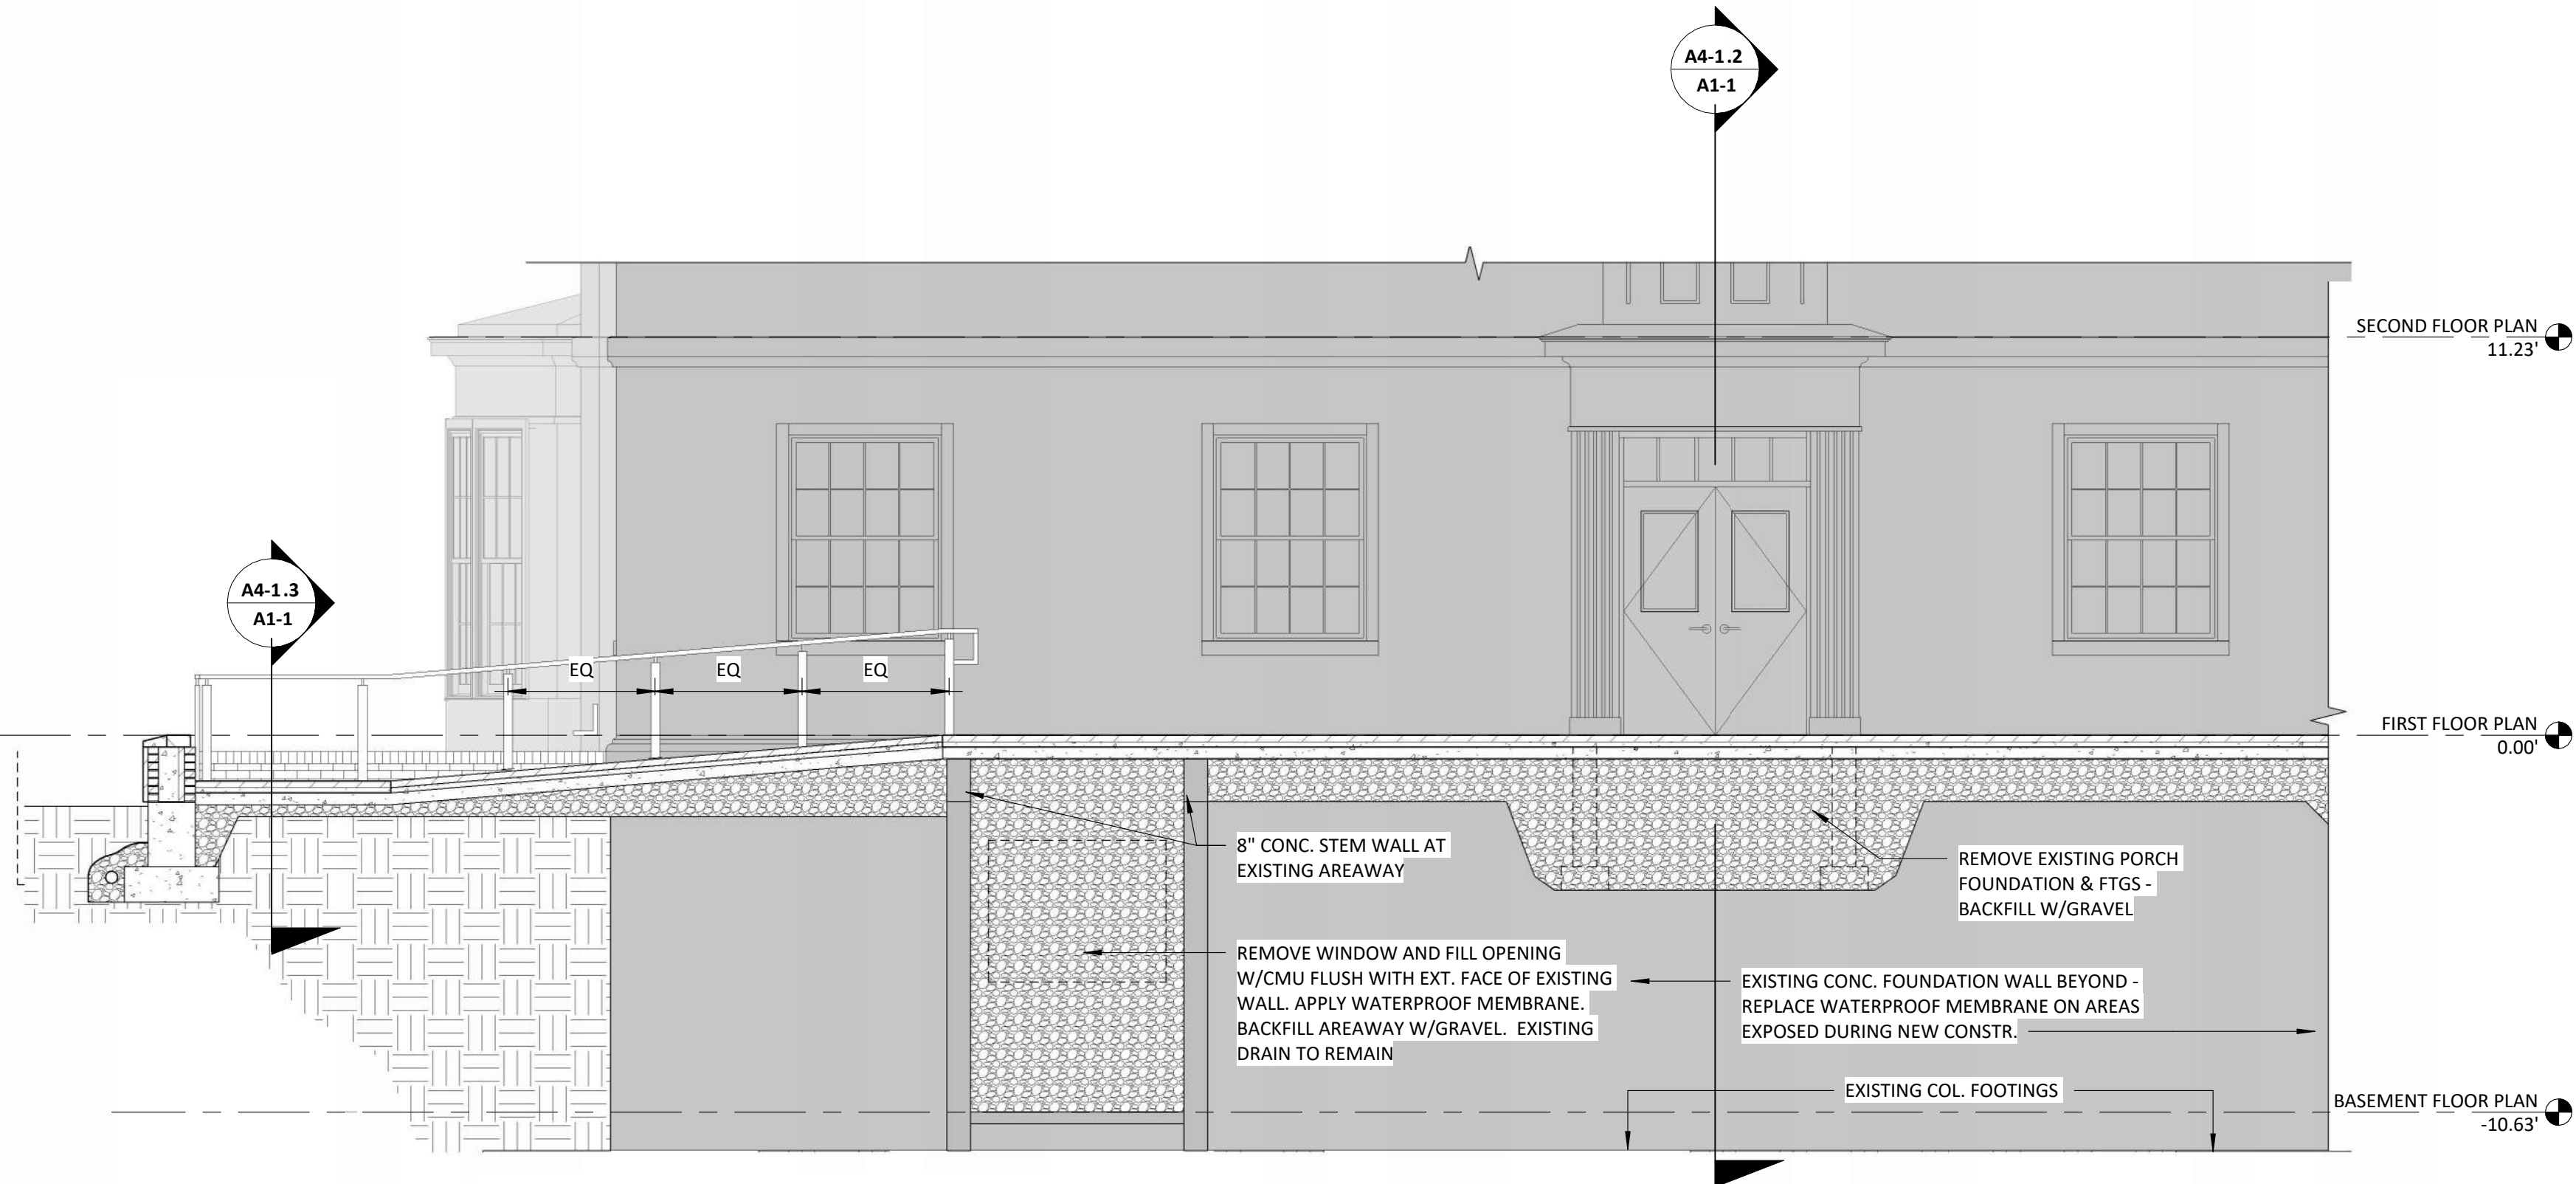 A4-1.2
A1-1
SECOND FLOOR PLAN
11.23'
A4-1.3
A1-1
EQ
EQ
EQ
FIRST FLOOR PLAN
0.00'
8" CONC. STEM WALL AT
EXISTING AREAWAY
REMOVE EXISTING PORCH
FOUNDATION & FTGS -
BACKFILL W/GRAVEL
REMOVE WINDOW AND FILL OPENING
W/CMU FLUSH WITH EXT. FACE OF EXISTING
WALL. APPLY WATERPROOF MEMBRANE.
BACKFILL AREAWAY W/GRAVEL. EXISTING
DRAIN TO REMAIN
EXISTING CONC. FOUNDATION WALL BEYOND -
REPLACE WATERPROOF MEMBRANE ON AREAS
EXPOSED DURING NEW CONSTR.
EXISTING COL. FOOTINGS
BASEMENT FLOOR PLAN
-10.63'